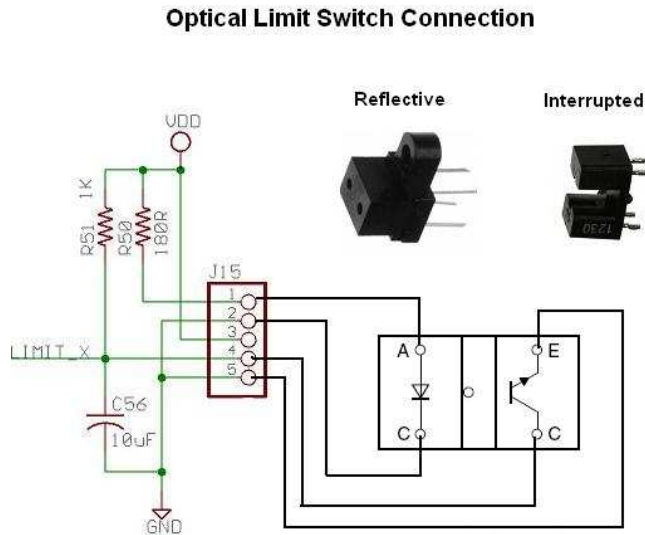 Optical Limit Switch Connection
Reflective
Interrupted
VDD
1K
R51
R50
180R
J15
1
2
3
4
5
LIMIT_X
C56
10uF
GND
A
E
C
C
1230